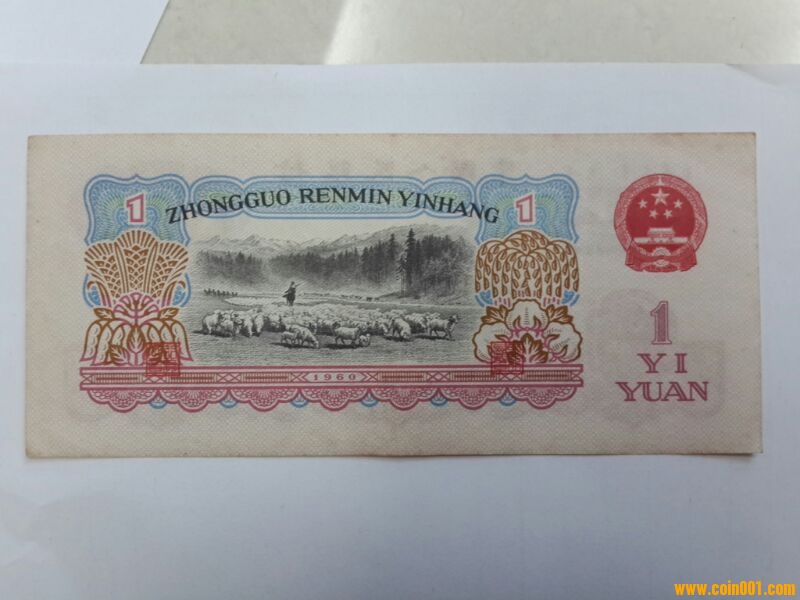 1 ZHONGGUO RENMIN YINHANG 1
1960
1
YI
YUAN
www.coin001.com